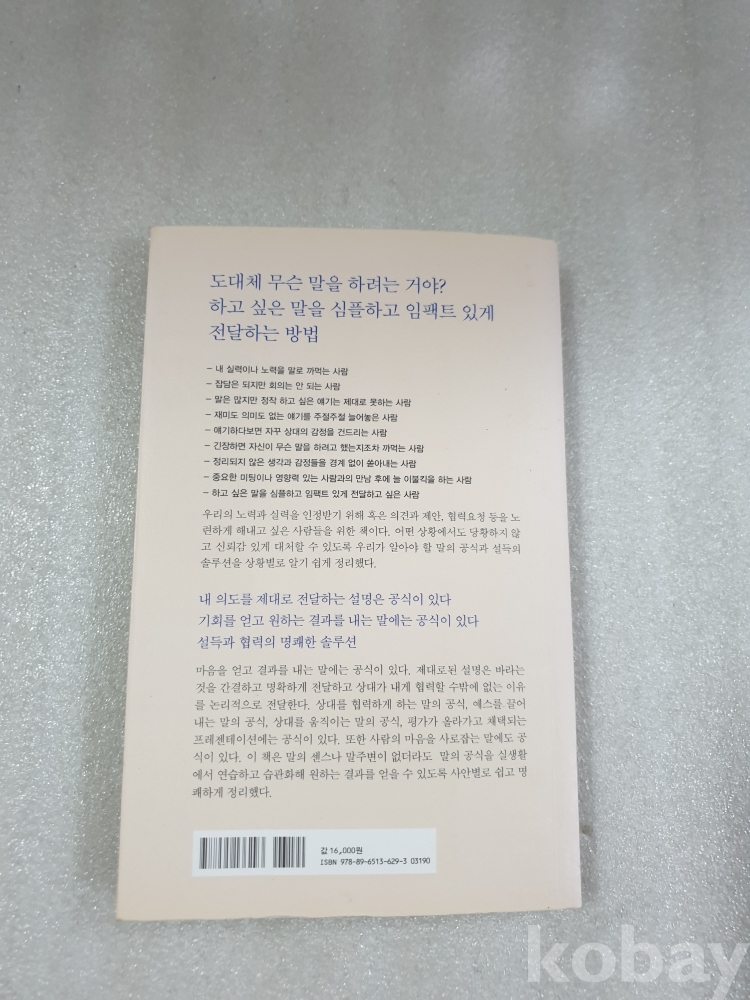 도대체 무슨 말을 하려는 거야?
하고 싶은 말을 심플하고 임팩트 있게
전달하는 방법
- 내 실력이나 노력을 말로 까먹는 사람
- 잡담은 되지만 회의는 안 되는 사람
- 말은 많지만 정작 하고 싶은 얘기는 제대로 못하는 사람
- 재미도 의미도 없는 얘기를 주절주절 늘어놓은 사람
- 얘기하다보면 자꾸 상대의 감정을 건드리는 사람
- 긴장하면 자신이 무슨 말을 하려고 했는지조차 까먹는 사람
- 정리되지 않은 생각과 감정들을 경계 없이 쏟아내는 사람
- 중요한 미팅이나 영향력 있는 사람과의 만남 후에 늘 이불킥을 하는 사람
- 하고 싶은 말을 심플하고 임팩트 있게 전달하고 싶은 사람
우리의 노력과 실력을 인정받기 위해 혹은 의견과 제안, 협력요청 등을 노
련하게 해내고 싶은 사람들을 위한 책이다. 어떤 상황에서도 당황하지 않
고 신뢰감 있게 대처할 수 있도록 우리가 알아야 할 말의 공식과 설득의
솔루션을 상황별로 알기 쉽게 정리했다.
내 의도를 제대로 전달하는 설명은 공식이 있다
기회를 얻고 원하는 결과를 내는 말에는 공식이 있다
설득과 협력의 명쾌한 솔루션
마음을 얻고 결과를 내는 말에는 공식이 있다. 제대로된 설명은 바라는
것을 간결하고 명확하게 전달하고 상대가 내게 협력할 수밖에 없는 이유
를 논리적으로 전달한다. 상대를 협력하게 하는 말의 공식, 예스를 끌어
내는 말의 공식, 상대를 움직이는 말의 공식, 평가가 올라가고 채택되는
프레젠테이션에는 공식이 있다. 또한 사람의 마음을 사로잡는 말에도 공
식이 있다. 이 책은 말의 센스나 말주변이 없더라도 말의 공식을 실생활
에서 연습하고 습관화해 원하는 결과를 얻을 수 있도록 사안별로 쉽고 명
쾌하게 정리했다.
값 16,000원
ISBN 978-89-6513-629-3 03190
kobay